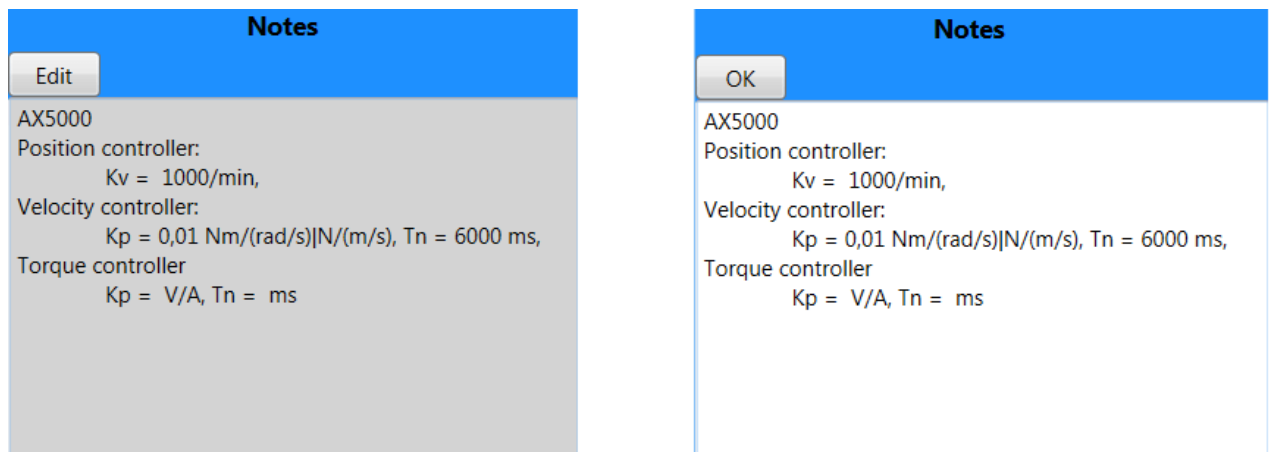 Notes
Edit
AX5000
Position controller:
Kv =  1000/min,
Velocity controller:
Kp = 0,01 Nm/(rad/s)|N/(m/s), Tn = 6000 ms,
Torque controller
Kp =  V/A, Tn =  ms
Notes
OK
AX5000
Position controller:
Kv =  1000/min,
Velocity controller:
Kp = 0,01 Nm/(rad/s)|N/(m/s), Tn = 6000 ms,
Torque controller
Kp =  V/A, Tn =  ms